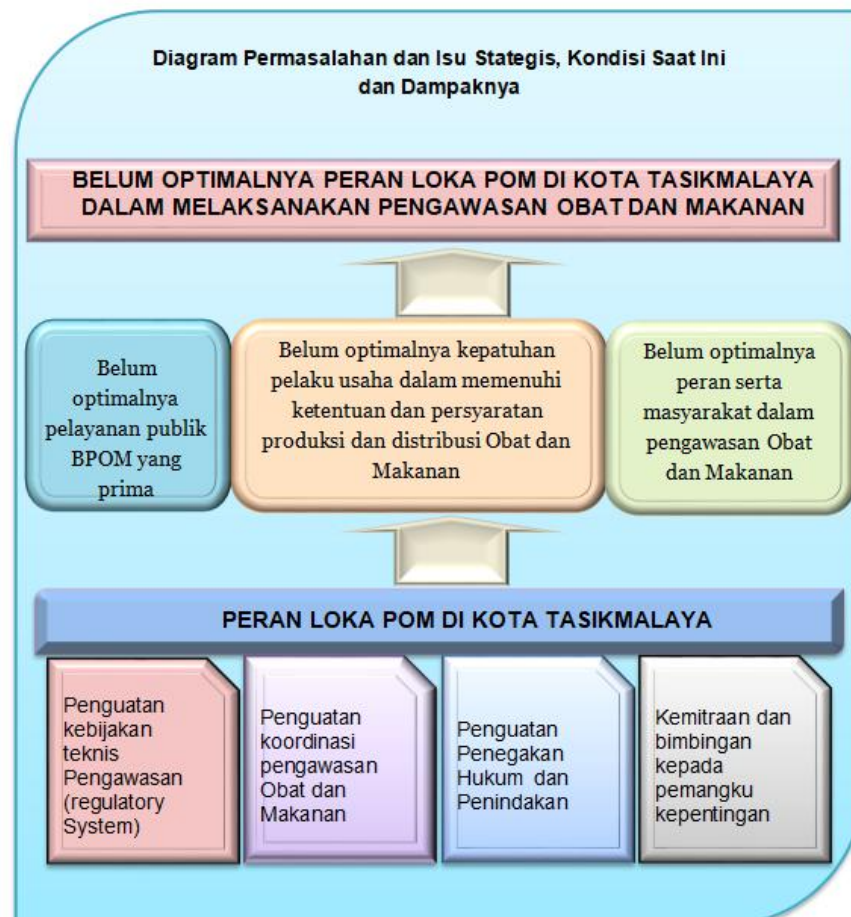 Diagram Permasalahan dan Isu Stategis, Kondisi Saat Ini
dan Dampaknya
BELUM OPTIMALNYA PERAN LOKA POM DI KOTA TASIKMALAYA
DALAM MELAKSANAKAN PENGAWASAN OBAT DAN MAKANAN
Belum
optimalnya
pelayanan publik
BPOM yang
prima
Belum optimalnya kepatuhan
pelaku usaha dalam memenuhi
ketentuan dan persyaratan
produksi dan distribusi Obat dan
Makanan
Belum optimalnya
peran serta
masyarakat dalam
pengawasan Obat
dan Makanan
PERAN LOKA POM DI KOTA TASIKMALAYA
Penguatan
kebijakan
teknis
Pengawasan
(regulatory
System)
Penguatan
koordinasi
pengawasan
Obat dan
Makanan
Penguatan
Penegakan
Hukum dan
Penindakan
Kemitraan dan
bimbingan
kepada
pemangku
kepentingan